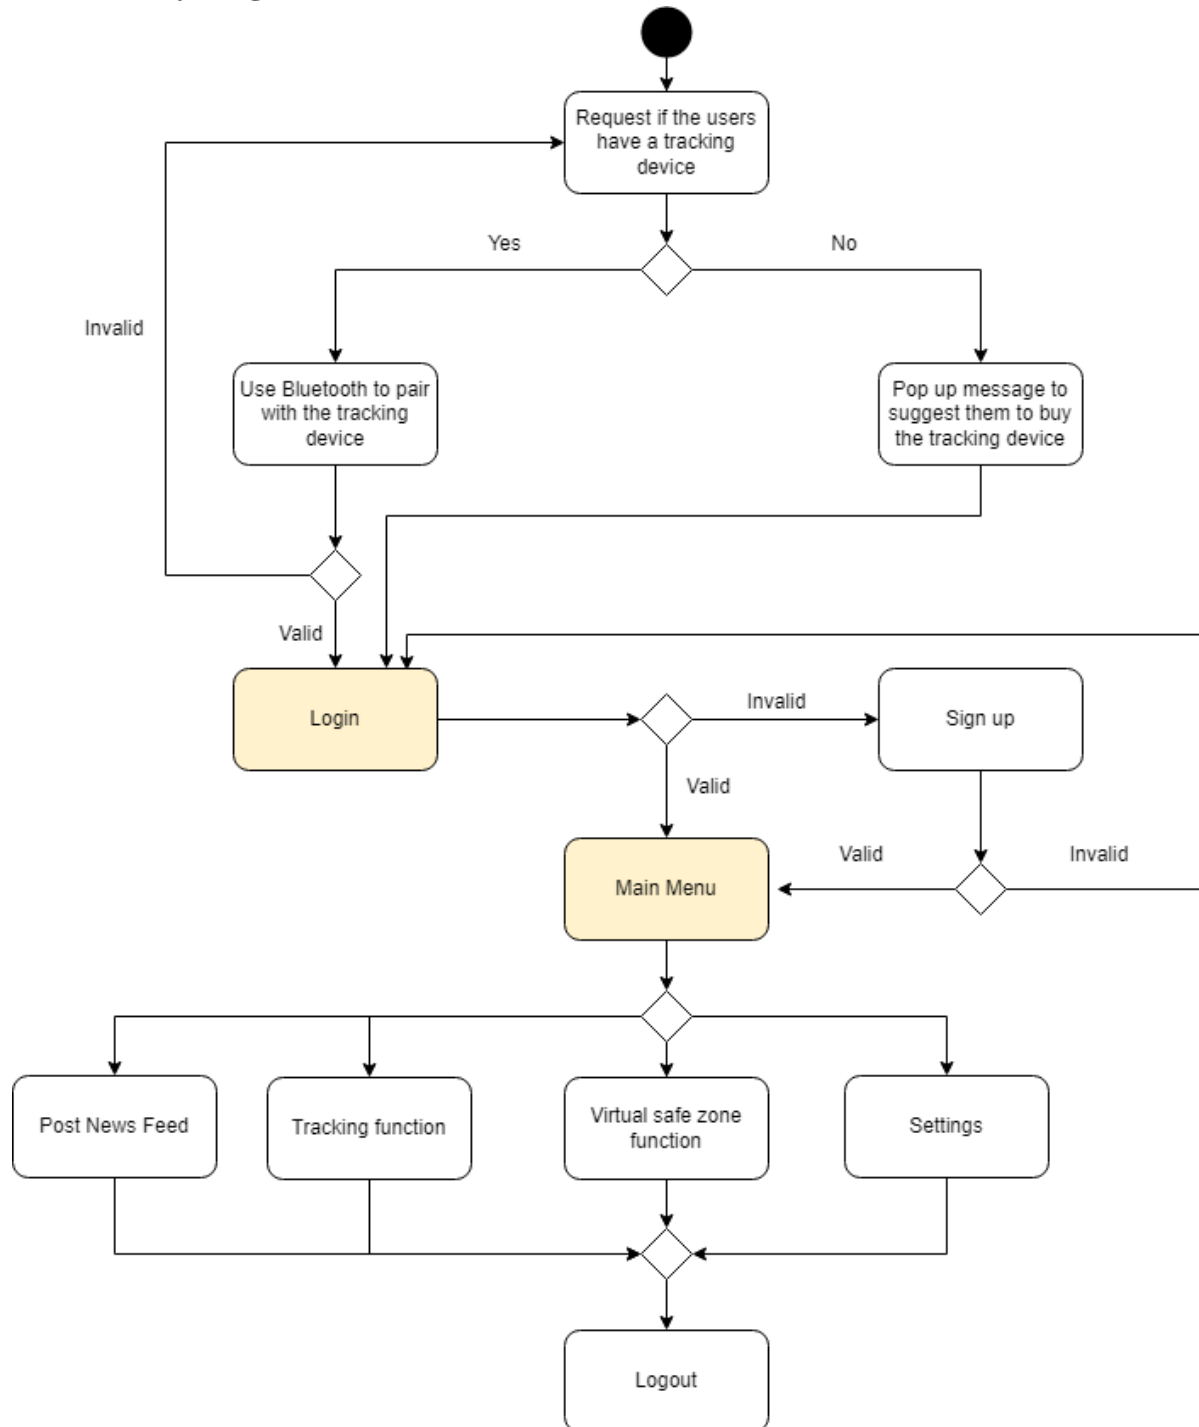 Request if the users
have a tracking
device
Yes
No
Invalid
Use Bluetooth to pair
with the tracking
device
Pop up message to
suggest them to buy
the tracking device
Valid
Login
Invalid
Sign up
Valid
Main Menu
Valid
Invalid
Post News Feed
Tracking function
Virtual safe zone
function
Settings
Logout